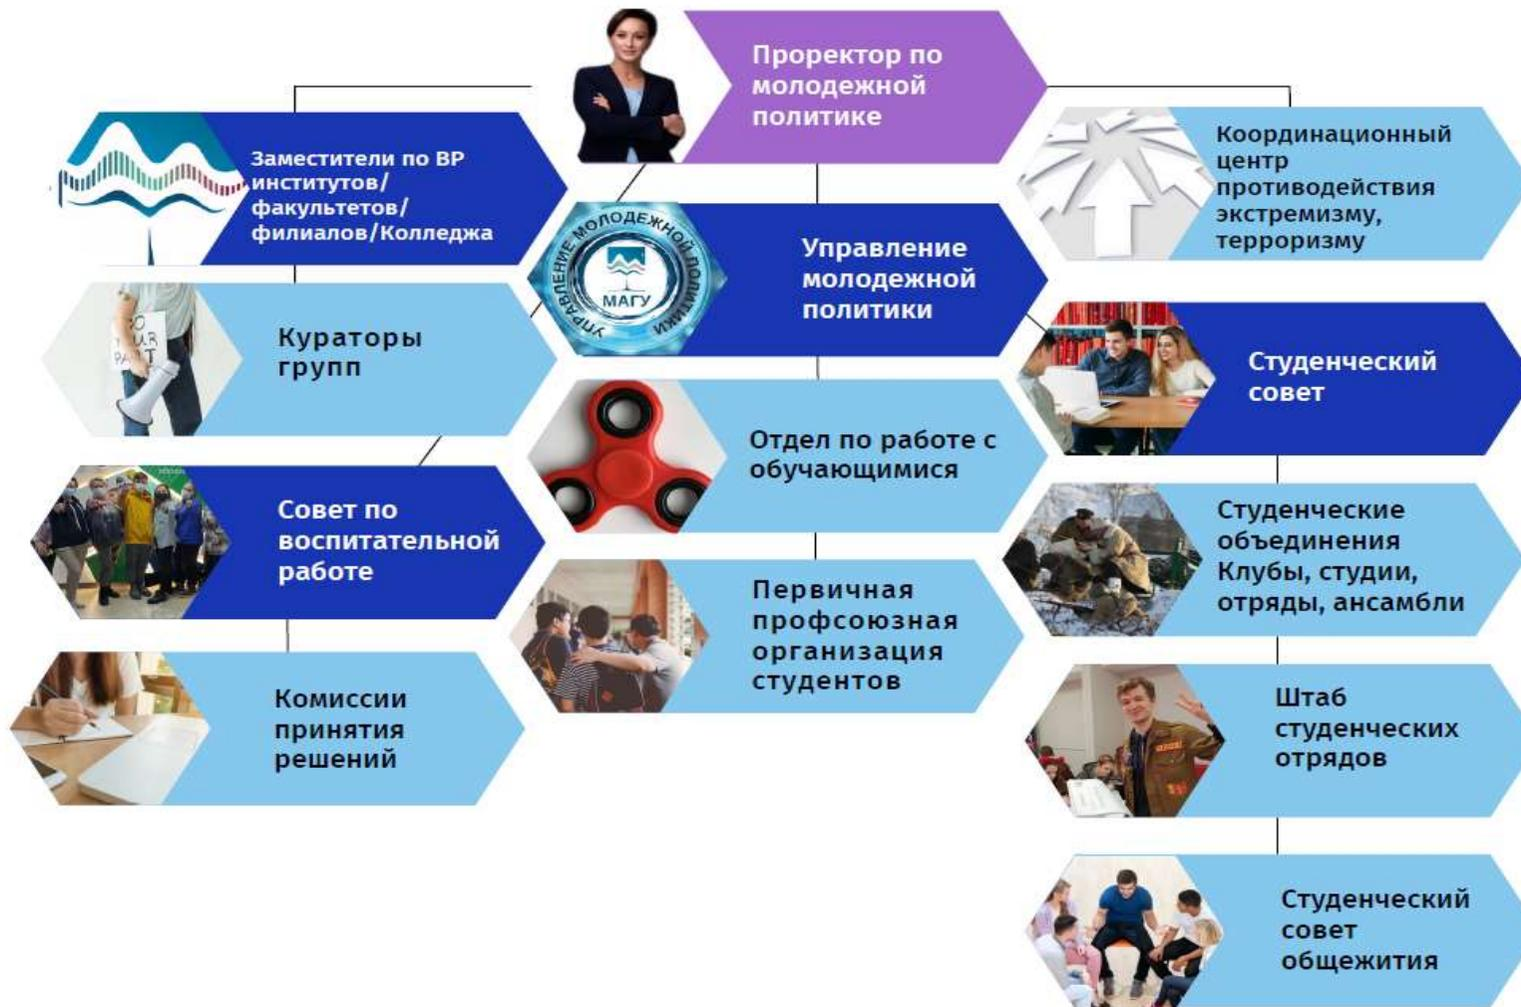 Проректор по
молодежной
политике
Заместители по ВР
институтов/
факультетов/
филиалов/Колледжа
Координационный
центр
противодействия
экстремизму,
терроризму
УПРАВЛЕНИЕ МОЛОДЕЖНОЙ ПОЛИТИКИ
МАГУ
Управление
молодежной
политики
Кураторы
групп
Студенческий
совет
Отдел по работе с
обучающимися
Совет по
воспитательной
работе
Студенческие
объединения
Клубы, студии,
отряды, ансамбли
Первичная
профсоюзная
организация
студентов
Комиссии
принятия
решений
Штаб
студенческих
отрядов
Студенческий
совет
общежития